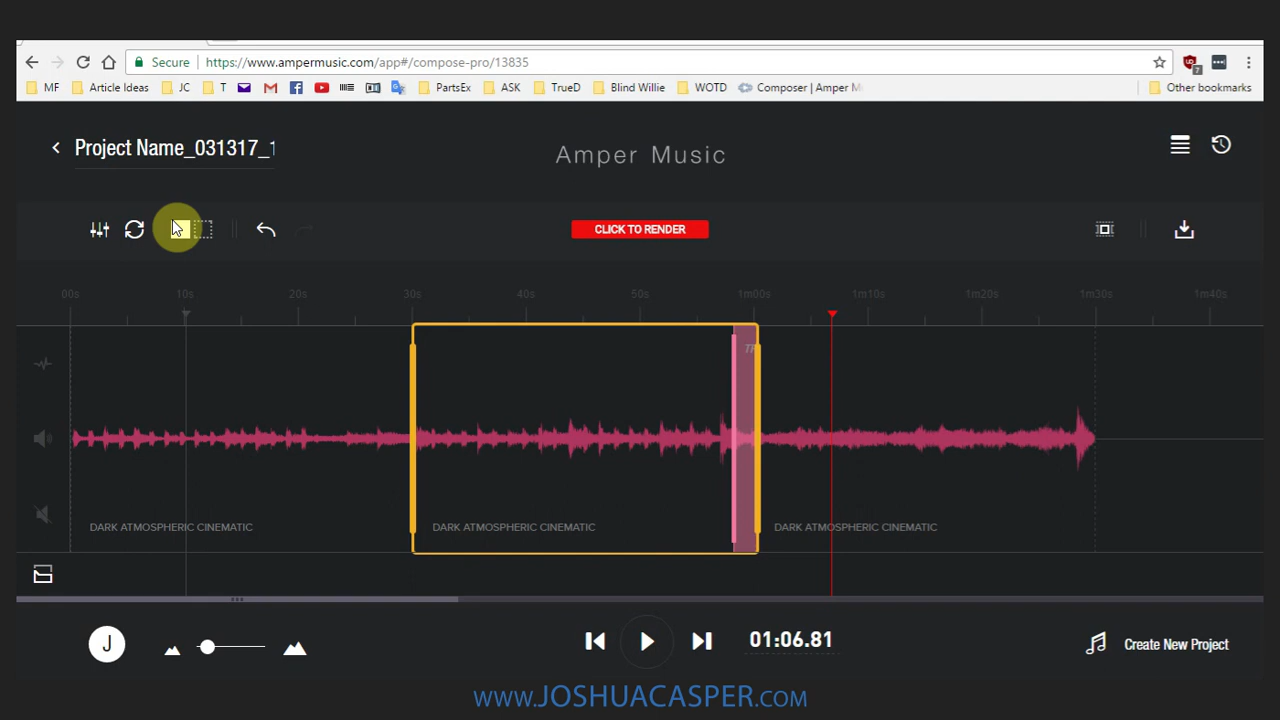 Secure https://www.ampermusic.com/app#/compose-pro/13835
MF Article Ideas JC T PartsEx ASK TrueD Blind Willie WOTD Composer | Amper M Other bookmarks
Project Name_031317_1
Amper Music
CLICK TO RENDER
00s 10s 20s 30s 40s 50s 1m00s 1m10s 1m20s 1m30s 1m40s
DARK ATMOSPHERIC CINEMATIC DARK ATMOSPHERIC CINEMATIC DARK ATMOSPHERIC CINEMATIC
J 01:06.81 Create New Project
WWW.JOSHUACASPER.COM